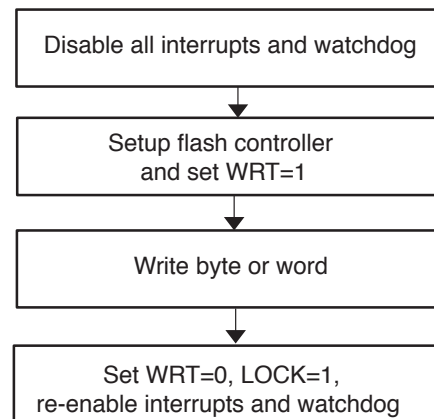 Disable all interrupts and watchdog
Setup flash controller
and set WRT=1
Write byte or word
Set WRT=0, LOCK=1,
re-enable interrupts and watchdog